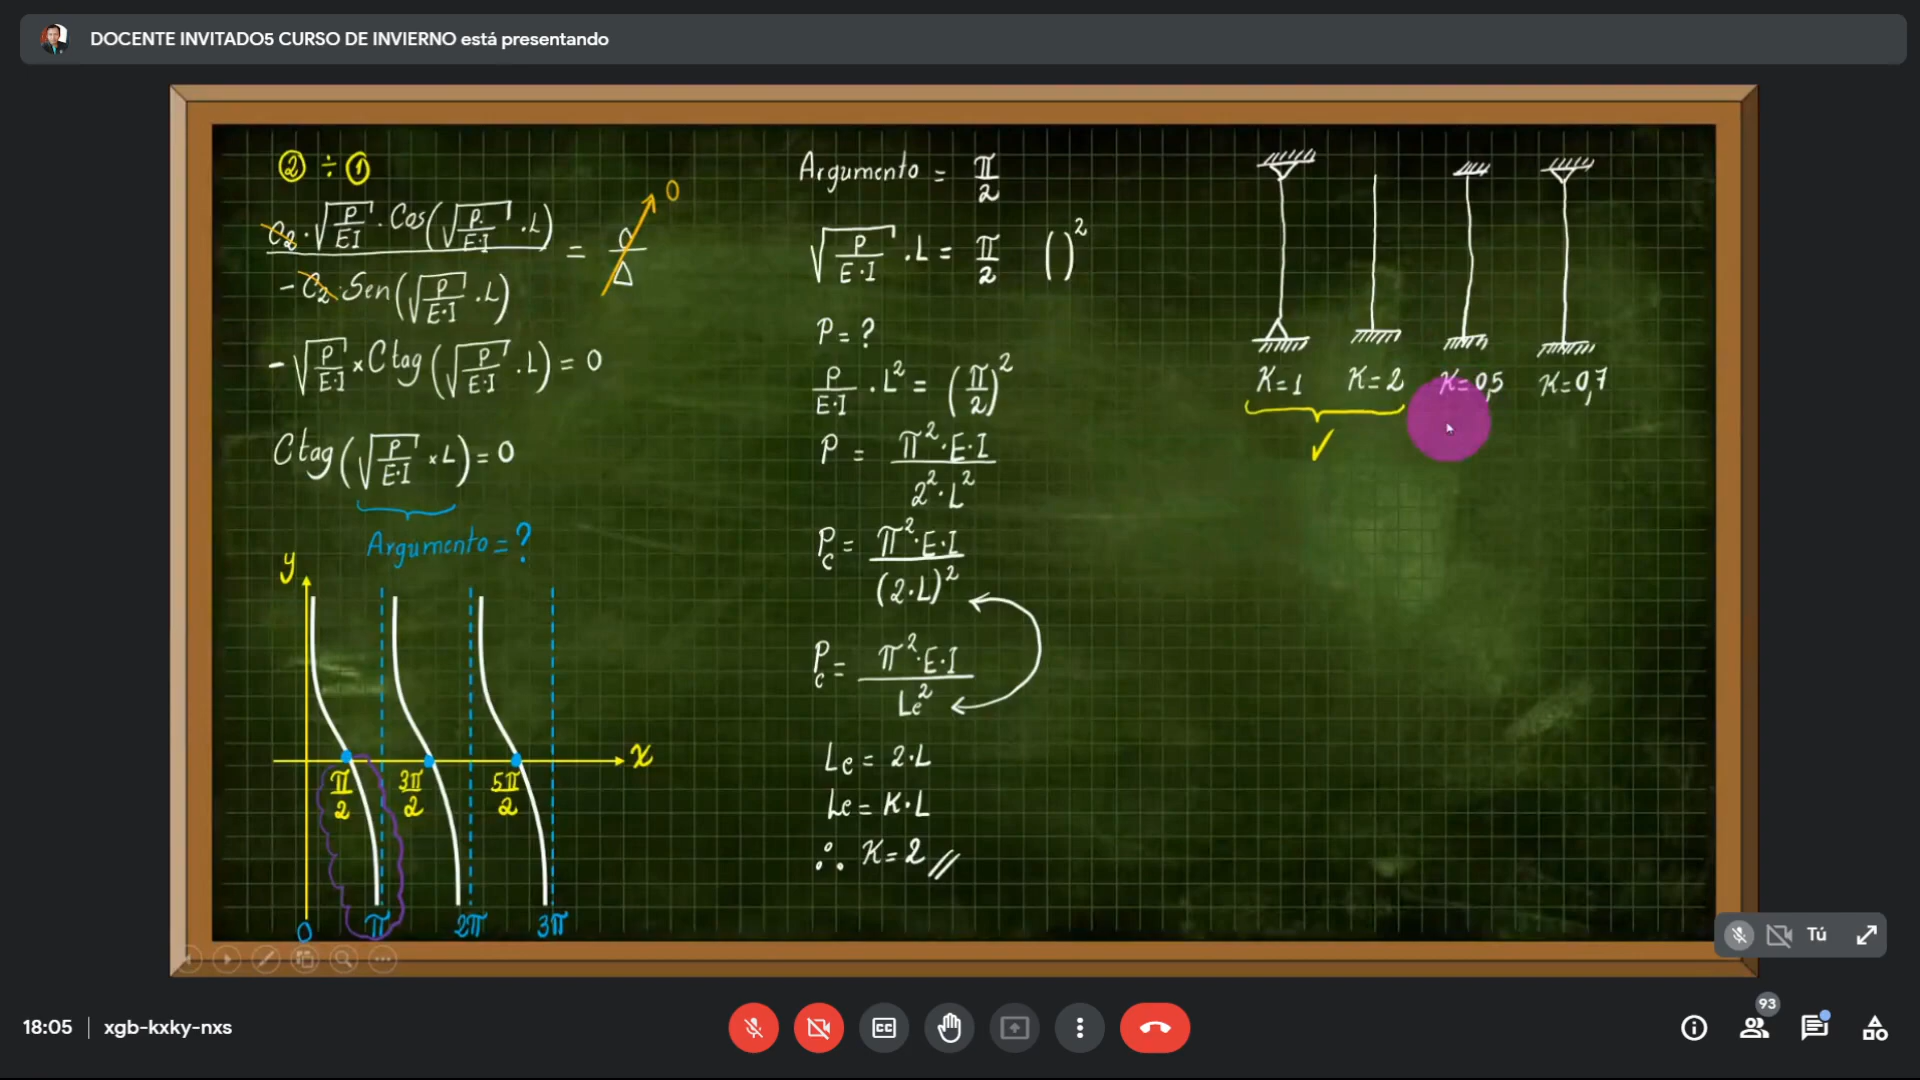 DOCENTE INVITADO5 CURSO DE INVIERNO está presentando
② ÷ ①
C₂ · √(P/EI) · Cos(√(P/E·I) · L) / -C₂ · Sen(√(P/E·I) · L) = 0/Δ → 0
-√(P/E·I) × Ctag(√(P/E·I) · L) = 0
Ctag(√(P/E·I) × L) = 0
Argumento = ?
y
x
π/2 3π/2 5π/2
0 π 2π 3π
Argumento = π/2
√(P/E·I) · L = π/2 ( )²
P = ?
P/E·I · L² = (π/2)²
P = π²·E·I / 2²·L²
Pc = π²·E·I / (2·L)²
Pc = π²·E·I / Le²
Le = 2·L
Le = K·L
∴ K = 2 //
K=1 K=2 K=0,5 K=0,7
✓
Tú
18:05 | xgb-kxky-nxs
CC
93